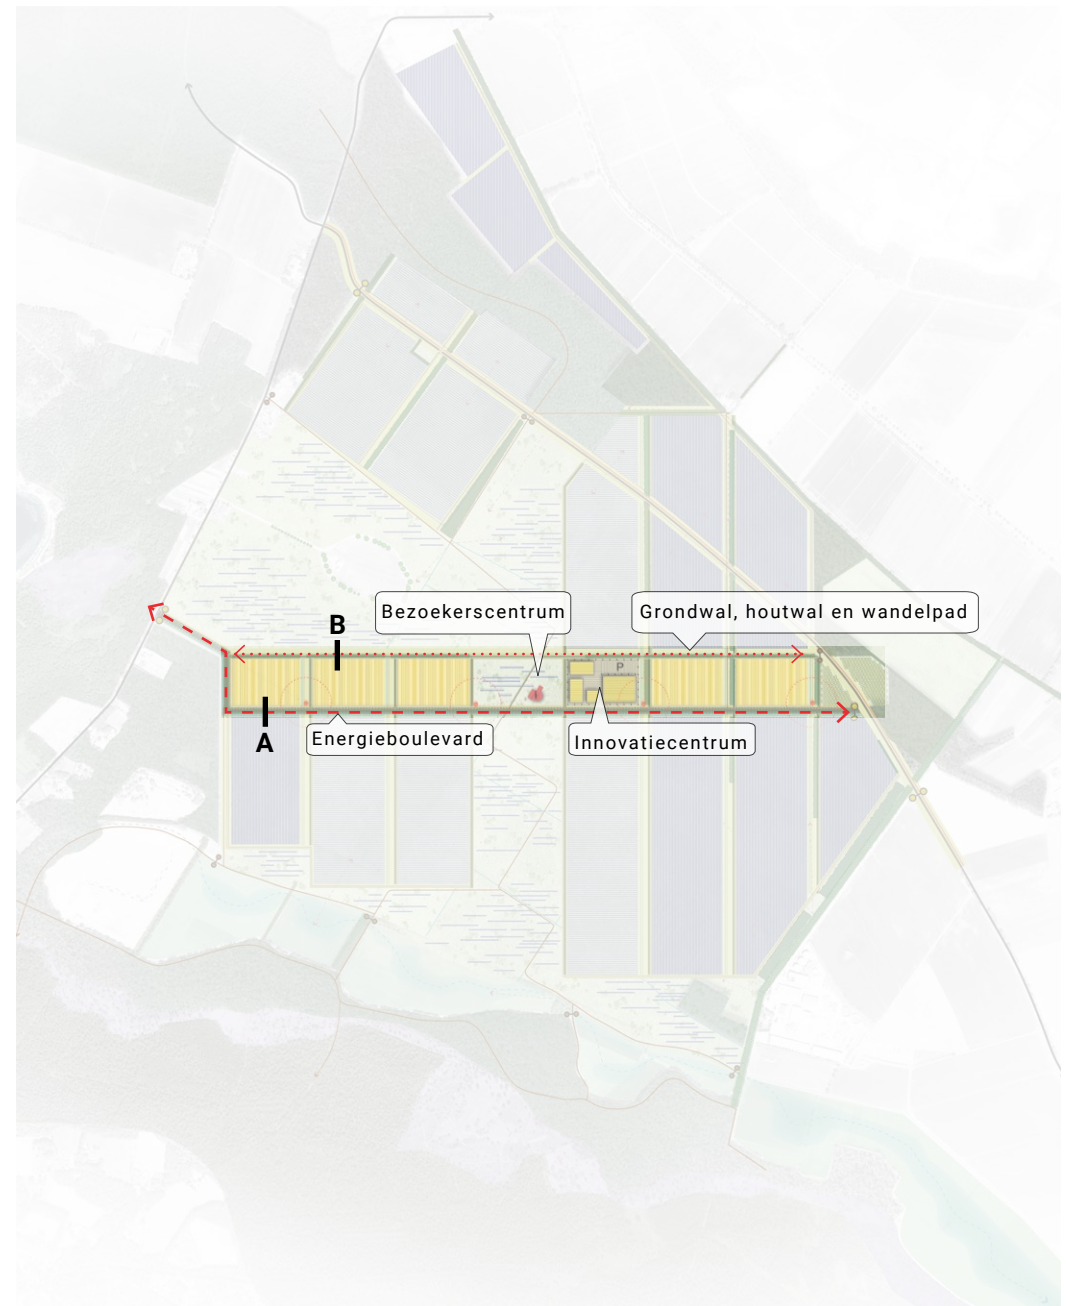 Bezoekerscentrum
Grondwal, houtwal en wandelpad
B
P
A
Energieboulevard
Innovatiecentrum